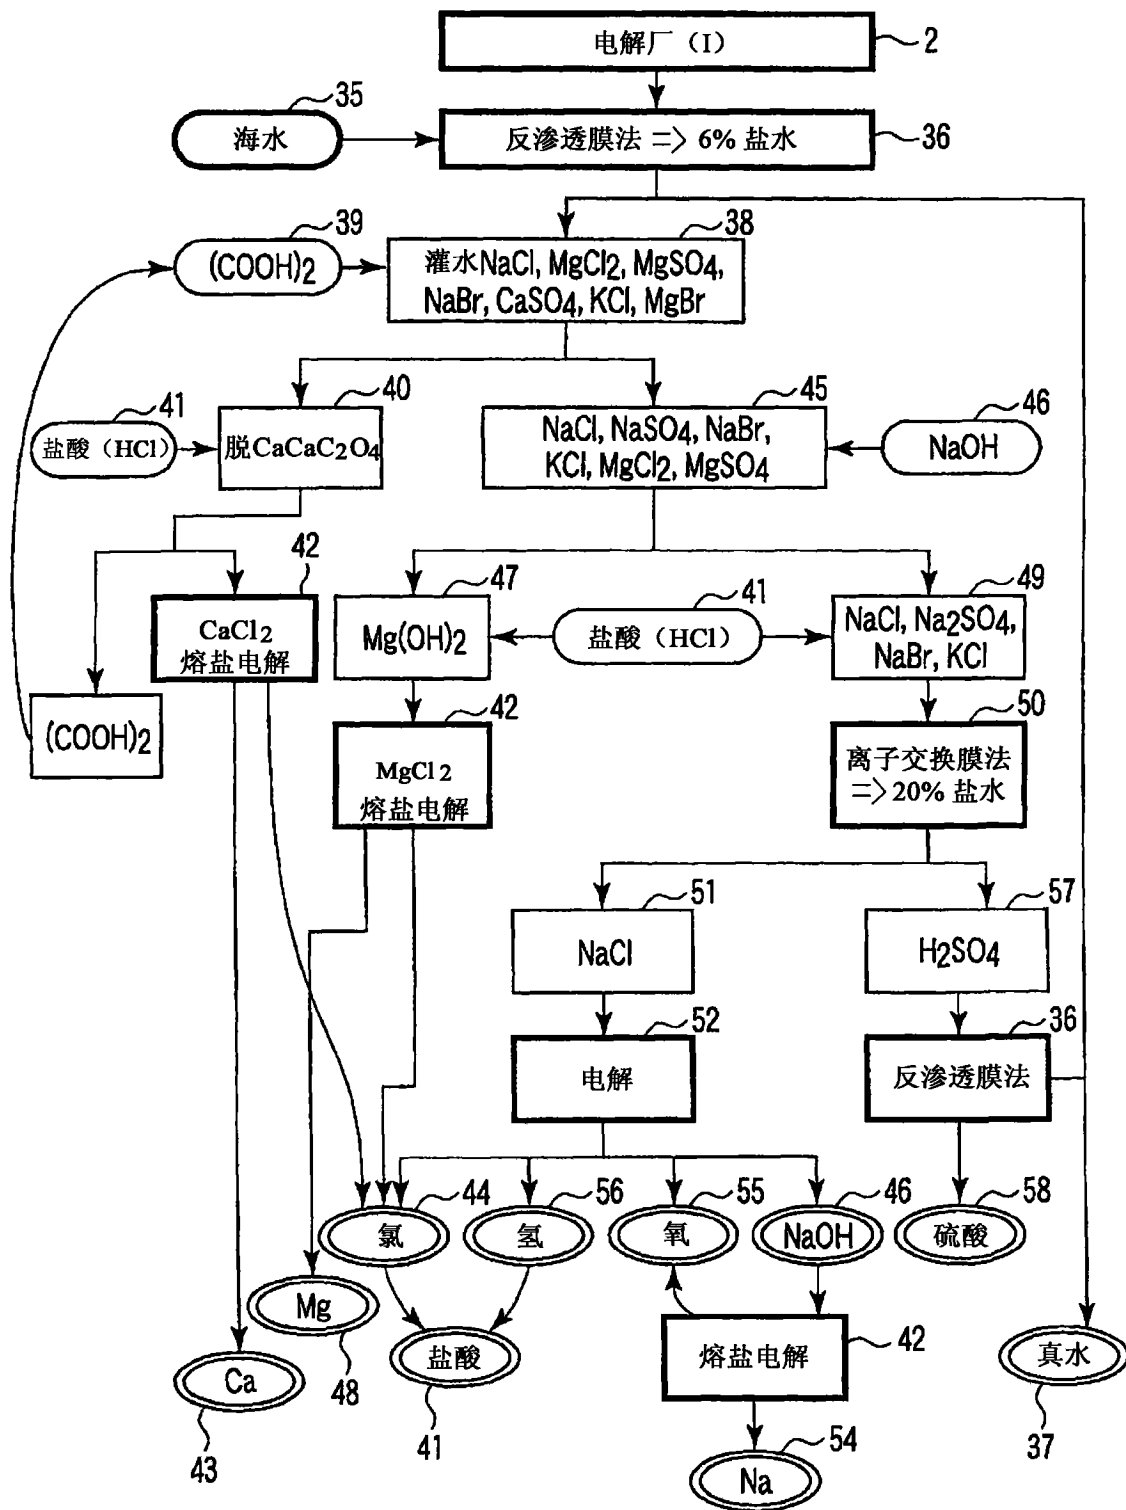 电解厂（I）
2
35
海水
反渗透膜法 => 6% 盐水
36
39
(COOH)2
38
灌水NaCl, MgCl2, MgSO4,
NaBr, CaSO4, KCl, MgBr
41
盐酸（HCl）
40
脱CaCaC2O4
45
NaCl, NaSO4, NaBr,
KCl, MgCl2, MgSO4
46
NaOH
42
CaCl2
熔盐电解
47
Mg(OH)2
41
盐酸（HCl）
49
NaCl, Na2SO4,
NaBr, KCl
(COOH)2
42
MgCl2
熔盐电解
50
离子交换膜法
=>20% 盐水
51
NaCl
57
H2SO4
52
电解
36
反渗透膜法
44
氯
56
氢
55
氧
46
NaOH
58
硫酸
Mg
48
盐酸
41
熔盐电解
42
真水
37
Ca
43
54
Na